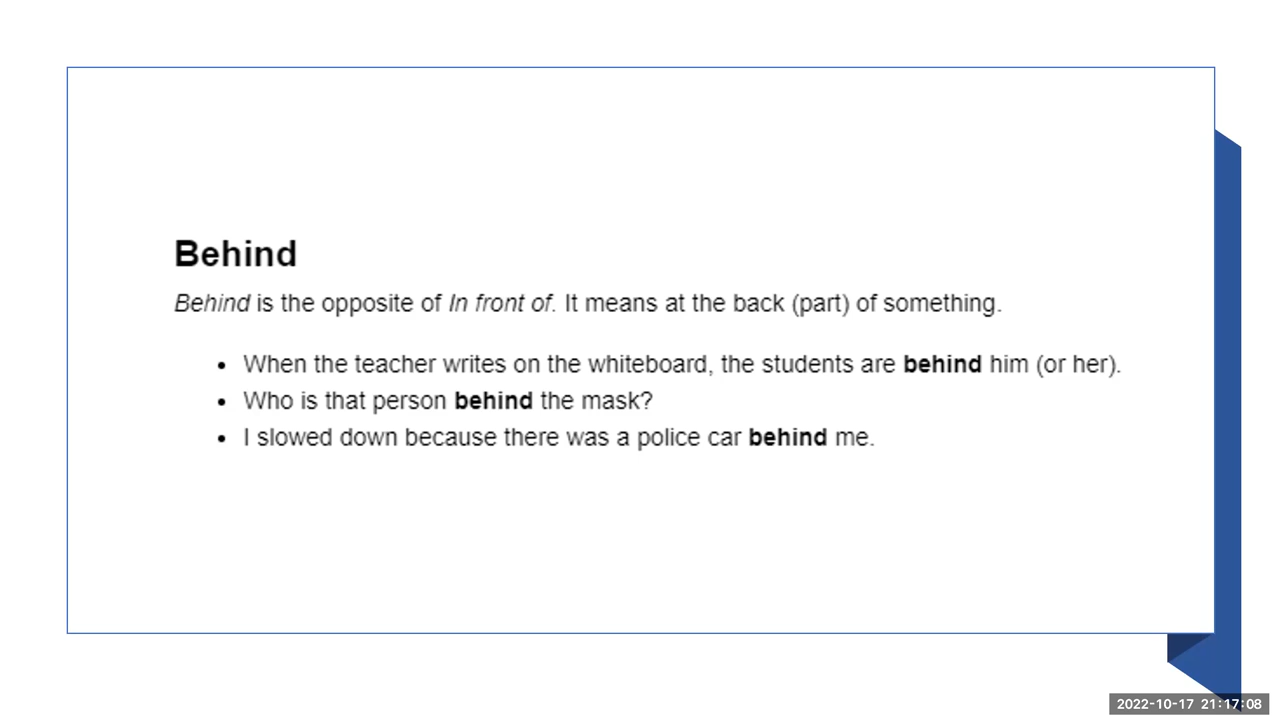 Behind
Behind is the opposite of In front of. It means at the back (part) of something.
• When the teacher writes on the whiteboard, the students are behind him (or her).
• Who is that person behind the mask?
• I slowed down because there was a police car behind me.
2022-10-17 21:17:08